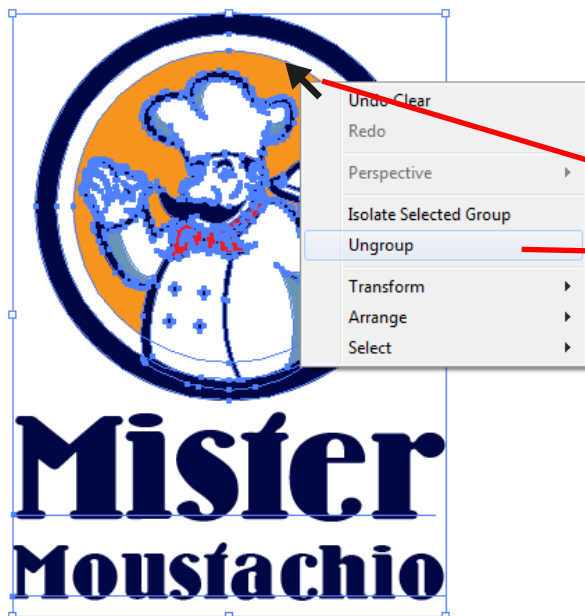 Undo Clear
Redo
Perspective
Isolate Selected Group
Ungroup
Transform
Arrange
Select
Mister
Moustachio